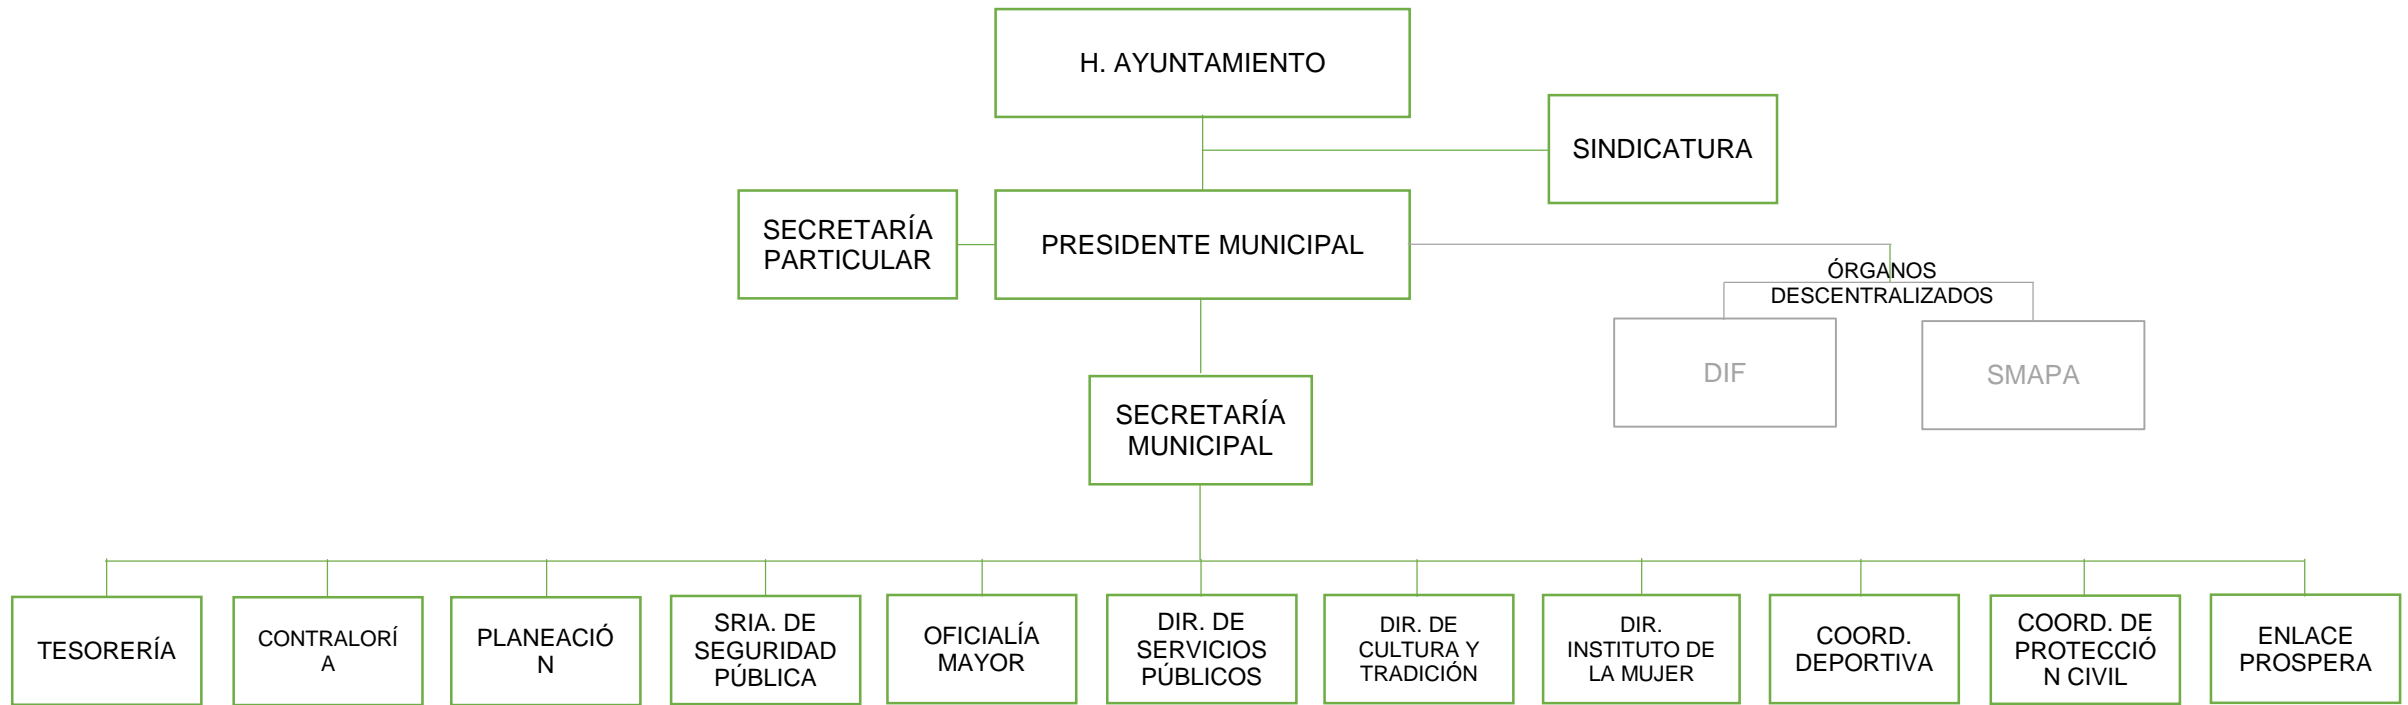 H. AYUNTAMIENTO
SINDICATURA
SECRETARÍA
PARTICULAR
PRESIDENTE MUNICIPAL
ÓRGANOS
DESCENTRALIZADOS
DIF
SMAPA
SECRETARÍA
MUNICIPAL
TESORERÍA
CONTRALORÍ
A
PLANEACIÓ
N
SRIA. DE
SEGURIDAD
PÚBLICA
OFICIALÍA
MAYOR
DIR. DE
SERVICIOS
PÚBLICOS
DIR. DE
CULTURA Y
TRADICIÓN
DIR.
INSTITUTO DE
LA MUJER
COORD.
DEPORTIVA
COORD. DE
PROTECCIÓ
N CIVIL
ENLACE
PROSPERA